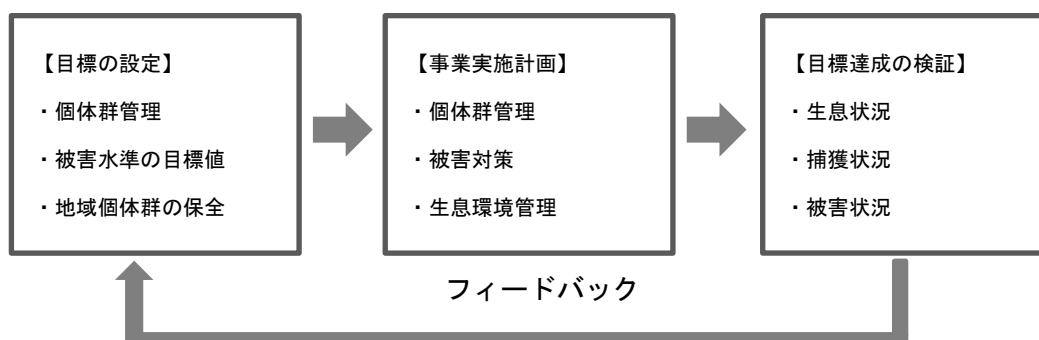 【目標の設定】
・個体群管理
・被害水準の目標値
・地域個体群の保全
【事業実施計画】
・個体群管理
・被害対策
・生息環境管理
【目標達成の検証】
・生息状況
・捕獲状況
・被害状況
フィードバック